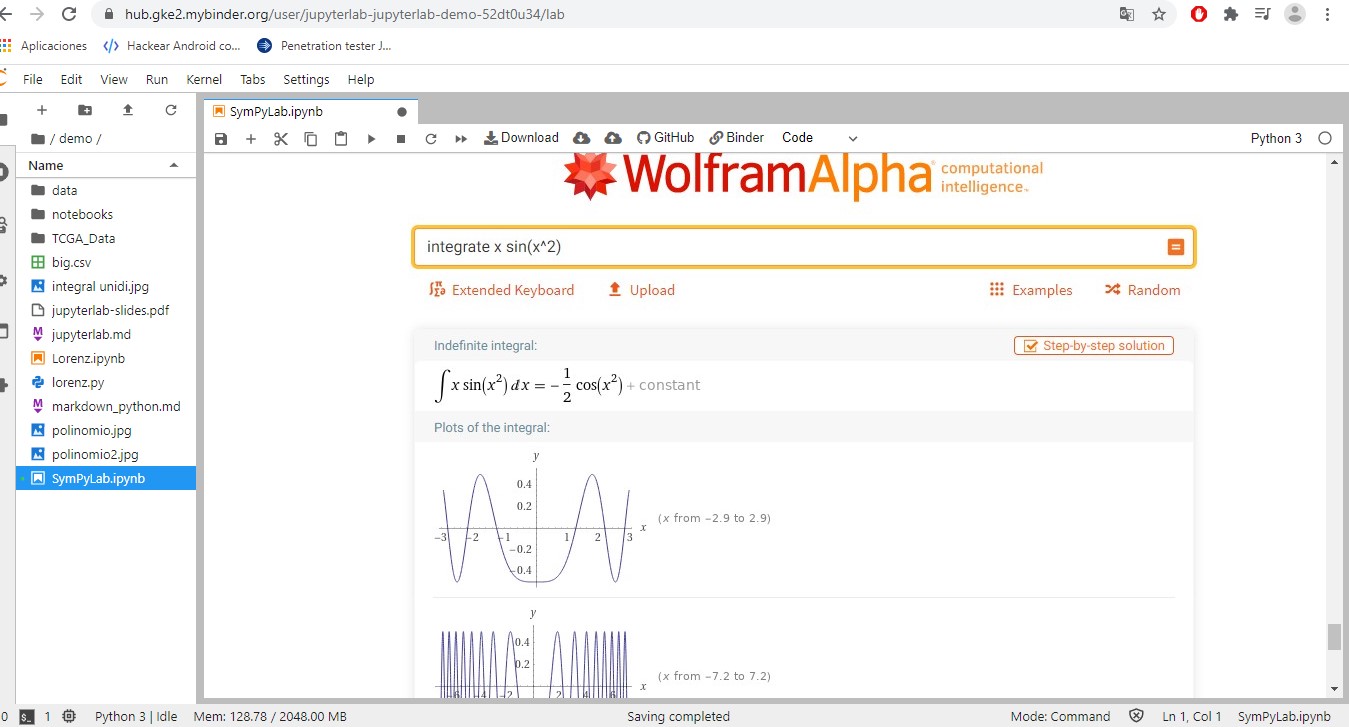 hub.gke2.mybinder.org/user/jupyterlab-jupyterlab-demo-52dt0u34/lab
Aplicaciones </> Hackear Android co... Penetration tester J...
File Edit View Run Kernel Tabs Settings Help
SymPyLab.ipynb
/ demo /
Download GitHub Binder Code Python 3
Name
data
notebooks
TCGA_Data
big.csv
integral unidi.jpg
jupyterlab-slides.pdf
jupyterlab.md
Lorenz.ipynb
lorenz.py
markdown_python.md
polinomio.jpg
polinomio2.jpg
SymPyLab.ipynb
WolframAlpha computational
intelligence.
integrate x sin(x^2)
Extended Keyboard Upload Examples Random
Indefinite integral: Step-by-step solution
∫ x sin(x²) dx = -1/2 cos(x²) + constant
Plots of the integral:
y
0.4
0.2
-3 -2 -1 1 2 3 x
-0.2
-0.4
(x from -2.9 to 2.9)
y
0.4
0.2
-6 -4 -2 2 4 6 x
(x from -7.2 to 7.2)
0 1 Python 3 | Idle Mem: 128.78 / 2048.00 MB Saving completed Mode: Command Ln 1, Col 1 SymPyLab.ipynb